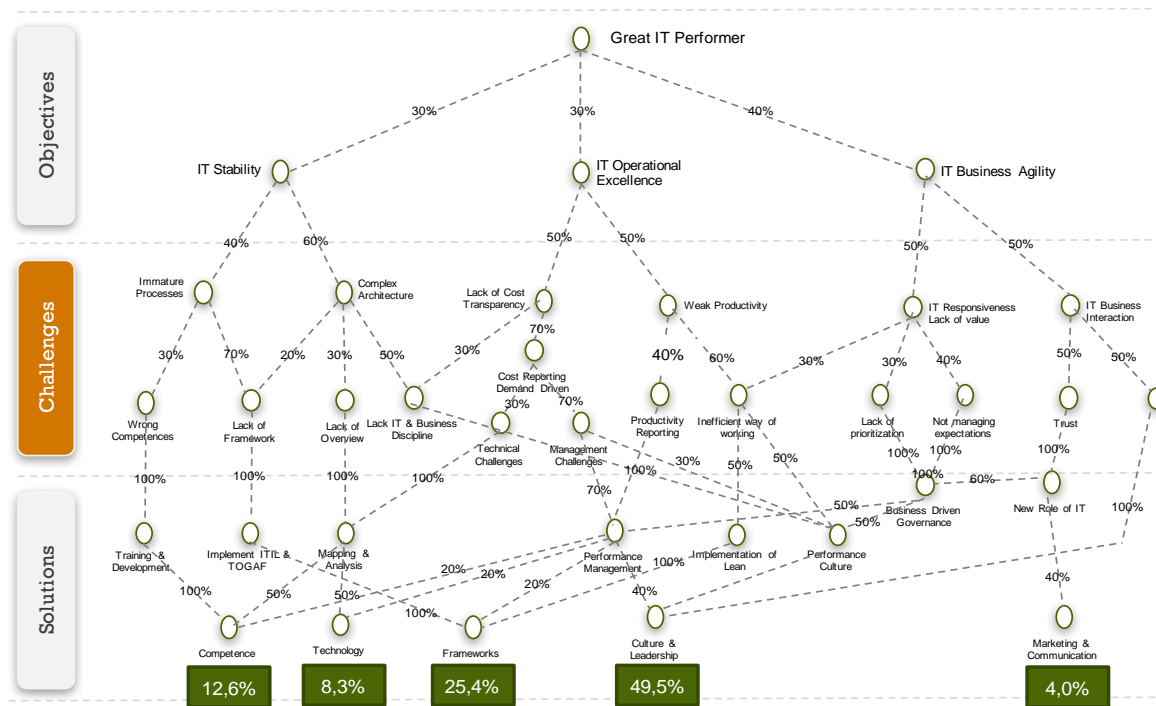 Objectives
Great IT Performer
30%
30%
40%
IT Stability
IT Operational
Excellence
IT Business Agility
40%
60%
50%
50%
50%
50%
Challenges
Immature
Processes
Complex
Architecture
Lack of Cost
Transparency
Weak Productivity
IT Responsiveness
Lack of value
IT Business
Interaction
30%
70%
20%
30%
50%
30%
70%
40%
60%
30%
30%
40%
50%
50%
Cost Reporting
Demand Driven
30%
70%
Wrong
Competences
Lack of
Framework
Lack of
Overview
Lack IT & Business
Discipline
Technical
Challenges
Management
Challenges
Productivity
Reporting
Inefficient way of
working
Lack of
prioritization
Not managing
expectations
Trust
100%
100%
100%
100%
70%
100%
30%
50%
50%
100%
100%
100%
100%
60%
50%
50%
100%
Business Driven
Governance
New Role of IT
Solutions
Training &
Development
Implement ITIL &
TOGAF
Mapping &
Analysis
Performance
Management
Implementation of
Lean
Performance
Culture
100%
50%
50%
100%
20%
20%
20%
40%
100%
40%
Competence
Technology
Frameworks
Culture &
Leadership
Marketing &
Communication
12,6%
8,3%
25,4%
49,5%
4,0%